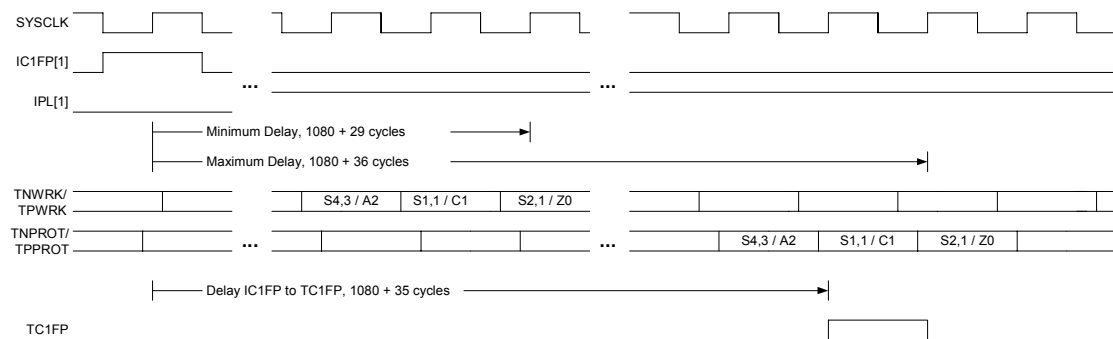 SYSCLK
IC1FP[1]
... ...
IPL[1]
Minimum Delay, 1080 + 29 cycles
Maximum Delay, 1080 + 36 cycles
TNWRK/
TPWRK
S4,3 / A2 S1,1 / C1 S2,1 / Z0
TNPROT/
TPPROT
... ... S4,3 / A2 S1,1 / C1 S2,1 / Z0
Delay IC1FP to TC1FP, 1080 + 35 cycles
TC1FP